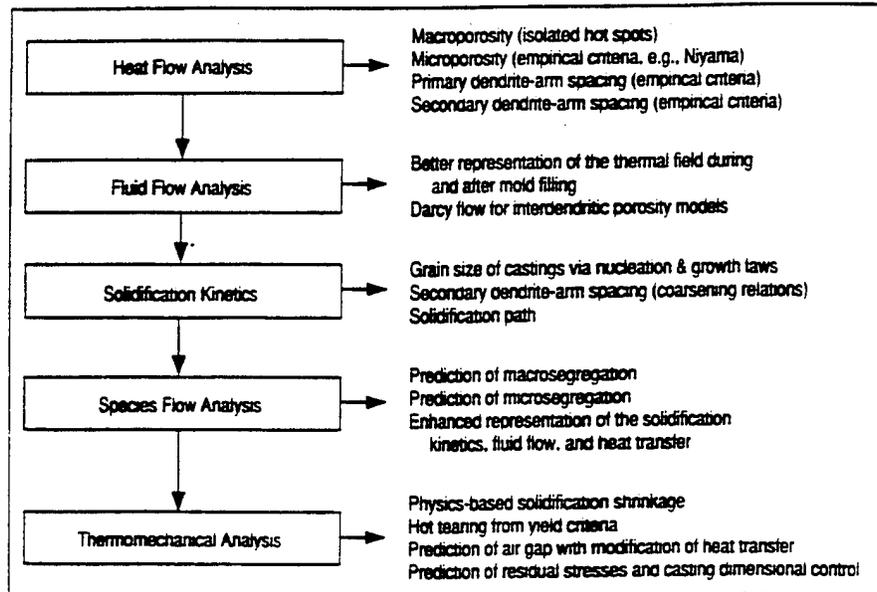 Heat Flow Analysis
Macroporosity (isolated hot spots)
Microporosity (empirical criteria, e.g., Niyama)
Primary dendrite-arm spacing (empirical criteria)
Secondary dendrite-arm spacing (empirical criteria)
Fluid Flow Analysis
Better representation of the thermal field during
and after mold filling
Darcy flow for interdendritic porosity models
Solidification Kinetics
Grain size of castings via nucleation & growth laws
Secondary dendrite-arm spacing (coarsening relations)
Solidification path
Species Flow Analysis
Prediction of macrosegregation
Prediction of microsegregation
Enhanced representation of the solidification
kinetics, fluid flow, and heat transfer
Thermomechanical Analysis
Physics-based solidification shrinkage
Hot tearing from yield criteria
Prediction of air gap with modification of heat transfer
Prediction of residual stresses and casting dimensional control